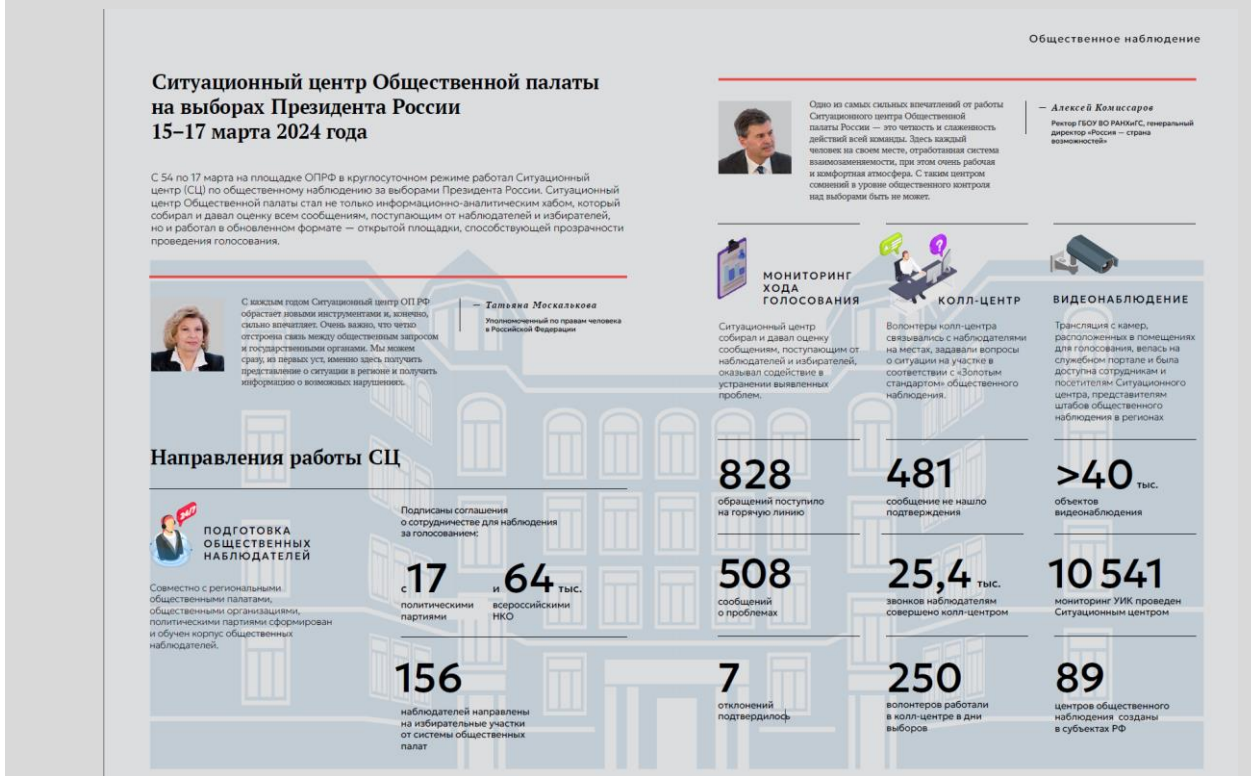 Общественное наблюдение
Ситуационный центр Общественной палаты
на выборах Президента России
15–17 марта 2024 года
С 54 по 17 марта на площадке ОПРФ в круглосуточном режиме работал Ситуационный
центр (СЦ) по общественному наблюдению за выборами Президента России. Ситуационный
центр Общественной палаты стал не только информационно-аналитическим хабом, который
собирал и давал оценку всем сообщениям, поступающим от наблюдателей и избирателей,
но и работал в обновленном формате — открытой площадки, способствующей прозрачности
проведения голосования.
С каждым годом Ситуационный центр ОП РФ
обрастает новыми инструментами и, конечно,
сильно впечатляет. Очень важно, что четко
отстроена связь между общественным запросом
и государственными органами. Мы можем
сразу, из первых уст, именно здесь получить
представление о ситуации в регионе и получить
информацию о возможных нарушениях.
— Татьяна Москалькова
Уполномоченный по правам человека
в Российской Федерации
Направления работы СЦ
24/7
ПОДГОТОВКА
ОБЩЕСТВЕННЫХ
НАБЛЮДАТЕЛЕЙ
Совместно с региональными
общественными палатами,
общественными организациями,
политическими партиями сформирован
и обучен корпус общественных
наблюдателей.
Подписаны соглашения
о сотрудничестве для наблюдения
за голосованием:
с 17
политическими
партиями
и 64 тыс.
всероссийскими
НКО
156
наблюдателей направлены
на избирательные участки
от системы общественных
палат
Одно из самых сильных впечатлений от работы
Ситуационного центра Общественной
палаты России — это четкость и слаженность
действий всей команды. Здесь каждый
человек на своем месте, отработанная система
взаимозаменяемости, при этом очень рабочая
и комфортная атмосфера. С таким центром
сомнений в уровне общественного контроля
над выборами быть не может.
— Алексей Комиссаров
Ректор ГБОУ ВО РАНХиГС, генеральный
директор «Россия — страна
возможностей»
МОНИТОРИНГ
ХОДА
ГОЛОСОВАНИЯ
Ситуационный центр
собирал и давал оценку
сообщениям, поступающим от
наблюдателей и избирателей,
оказывал содействие в
устранении выявленных
проблем.
КОЛЛ-ЦЕНТР
Волонтеры колл-центра
связывались с наблюдателями
на местах, задавали вопросы
о ситуации на участке в
соответствии с «Золотым
стандартом» общественного
наблюдения.
ВИДЕОНАБЛЮДЕНИЕ
Трансляция с камер,
расположенных в помещениях
для голосования, велась на
служебном портале и была
доступна сотрудникам и
посетителям Ситуационного
центра, представителям
штабов общественного
наблюдения в регионах
828
обращений поступило
на горячую линию
481
сообщение не нашло
подтверждения
>40 тыс.
объектов
видеонаблюдения
508
сообщений
о проблемах
25,4 тыс.
звонков наблюдателям
совершено колл-центром
10 541
мониторинг УИК проведен
Ситуационным центром
7
отклонений
подтвердилось
250
волонтеров работали
в колл-центре в дни
выборов
89
центров общественного
наблюдения созданы
в субъектах РФ